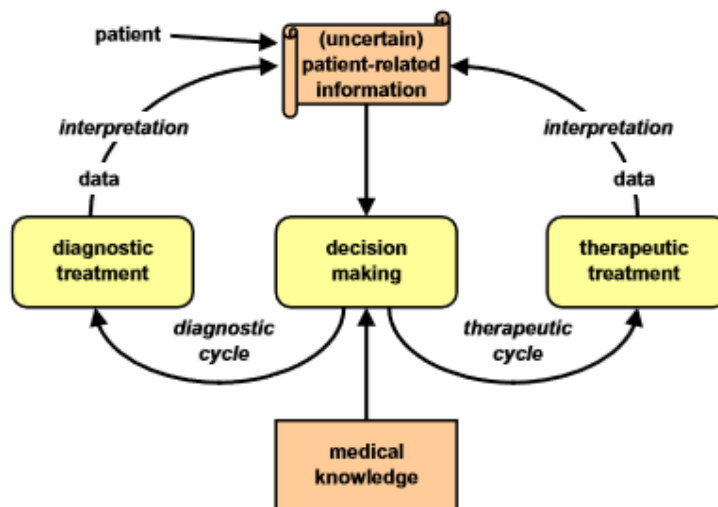 patient
(uncertain)
patient-related
information
interpretation
interpretation
data
data
diagnostic
treatment
decision
making
therapeutic
treatment
diagnostic
cycle
therapeutic
cycle
medical
knowledge